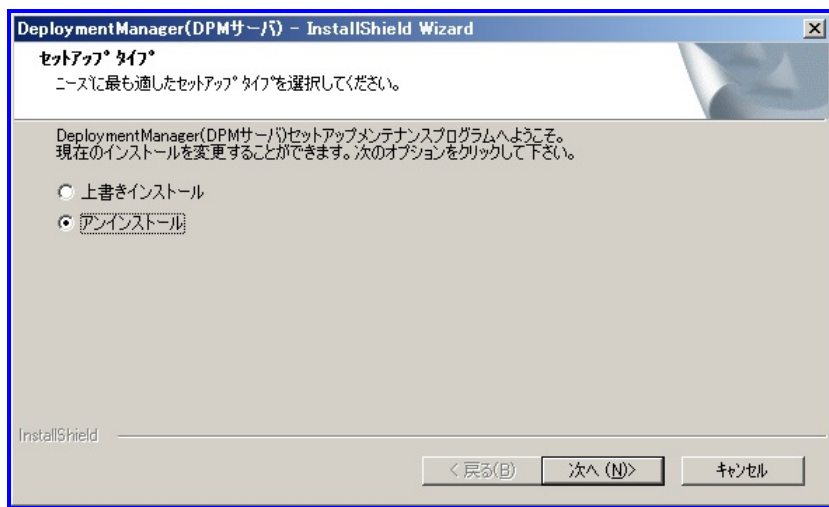 DeploymentManager(DPMサーバ) - InstallShield Wizard
セットアップ タイプ
ニーズに最も適したセットアップ タイプを選択してください。
DeploymentManager(DPMサーバ)セットアップメンテナンスプログラムへようこそ。
現在のインストールを変更することができます。次のオプションをクリックして下さい。
上書きインストール
アンインストール
InstallShield
< 戻る(B)
次へ (N)>
キャンセル